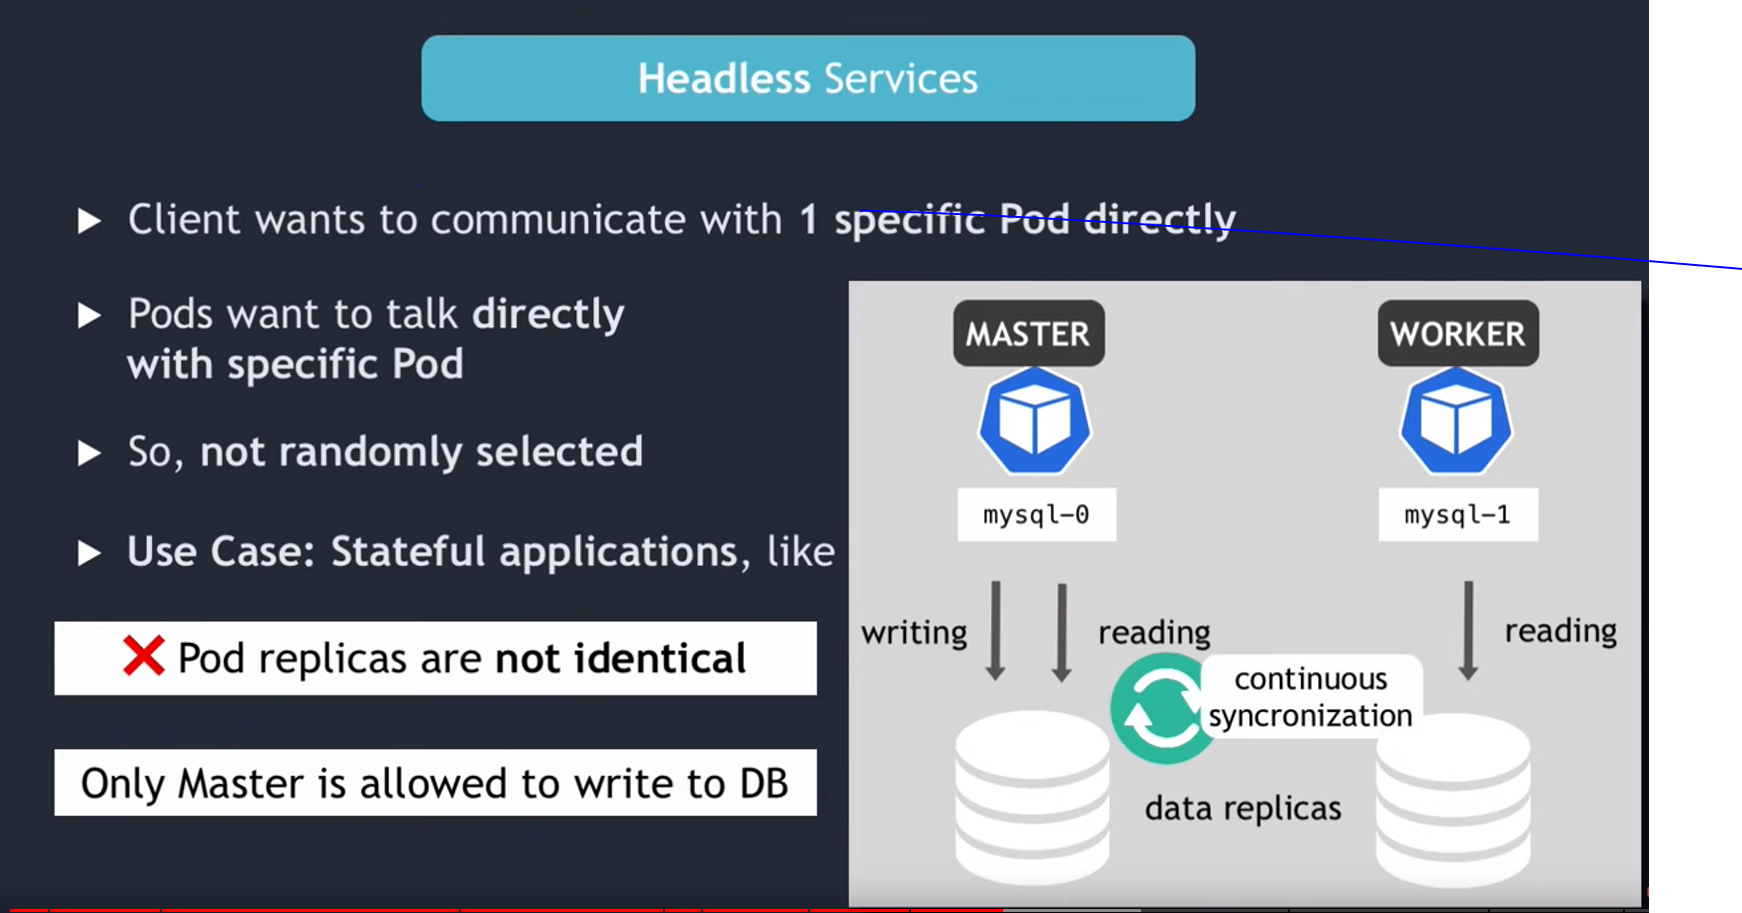 Headless Services
Client wants to communicate with 1 specific Pod directly
Pods want to talk directly
with specific Pod
So, not randomly selected
Use Case: Stateful applications, like
Pod replicas are not identical
Only Master is allowed to write to DB
MASTER
WORKER
mysql-0
mysql-1
writing
reading
reading
continuous
syncronization
data replicas